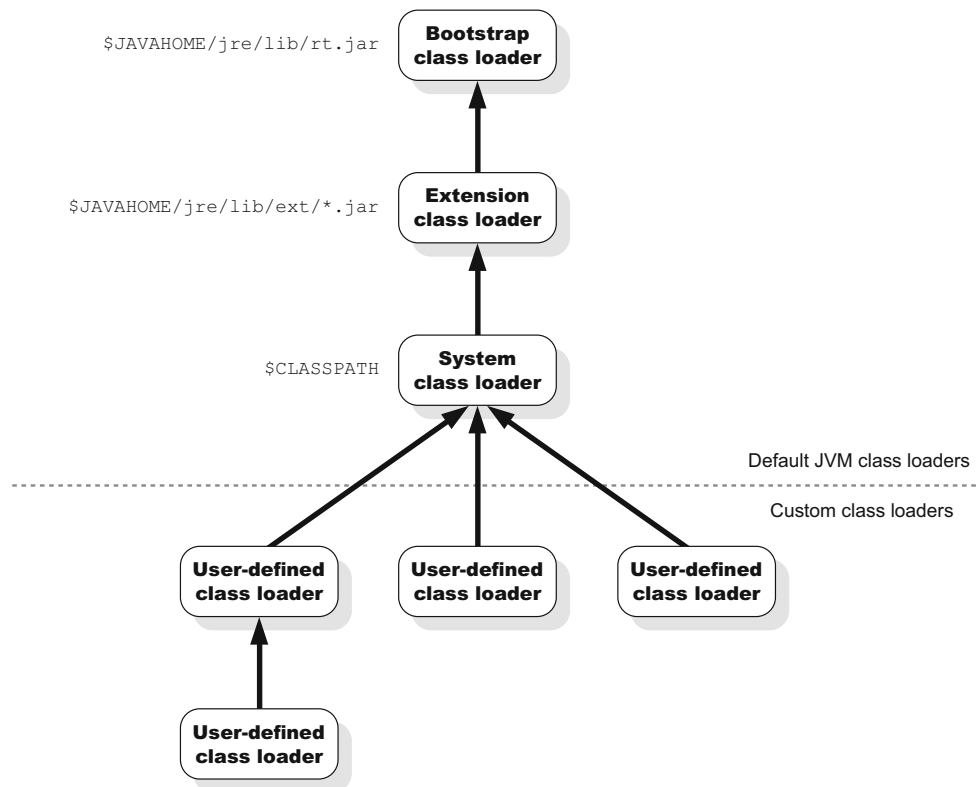 $JAVAHOME/jre/lib/rt.jar
Bootstrap
class loader
$JAVAHOME/jre/lib/ext/*.jar
Extension
class loader
$CLASSPATH
System
class loader
Default JVM class loaders
Custom class loaders
User-defined
class loader
User-defined
class loader
User-defined
class loader
User-defined
class loader